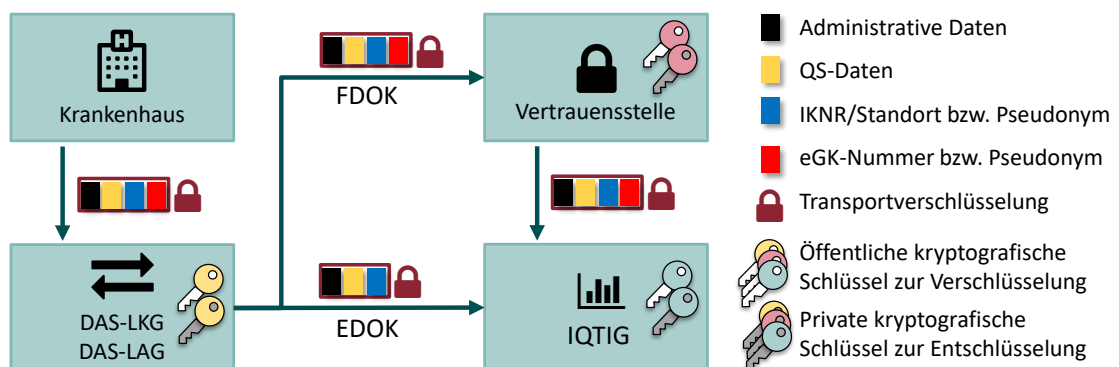 H
Krankenhaus
FDOK
Vertrauensstelle
DAS-LKG
DAS-LAG
EDOK
IQTIG
Administrative Daten
QS-Daten
IKNR/Standort bzw. Pseudonym
eGK-Nummer bzw. Pseudonym
Transportverschlüsselung
Öffentliche kryptografische
Schlüssel zur Verschlüsselung
Private kryptografische
Schlüssel zur Entschlüsselung